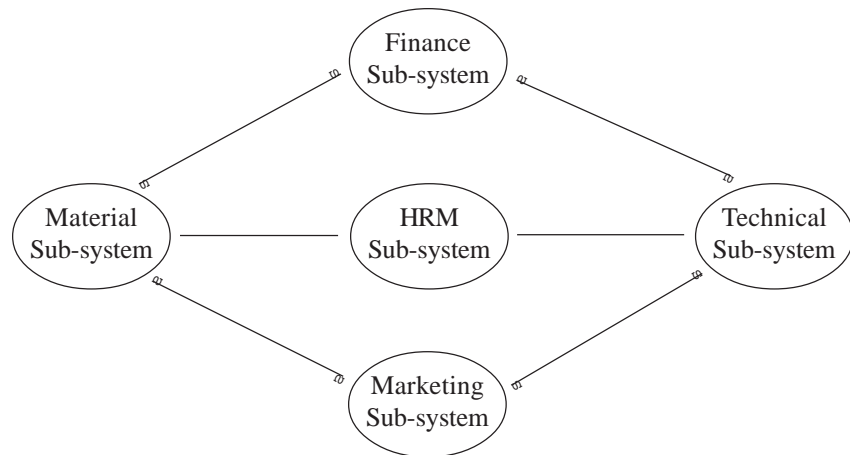 Finance
Sub-system
Material
Sub-system
HRM
Sub-system
Technical
Sub-system
Marketing
Sub-system